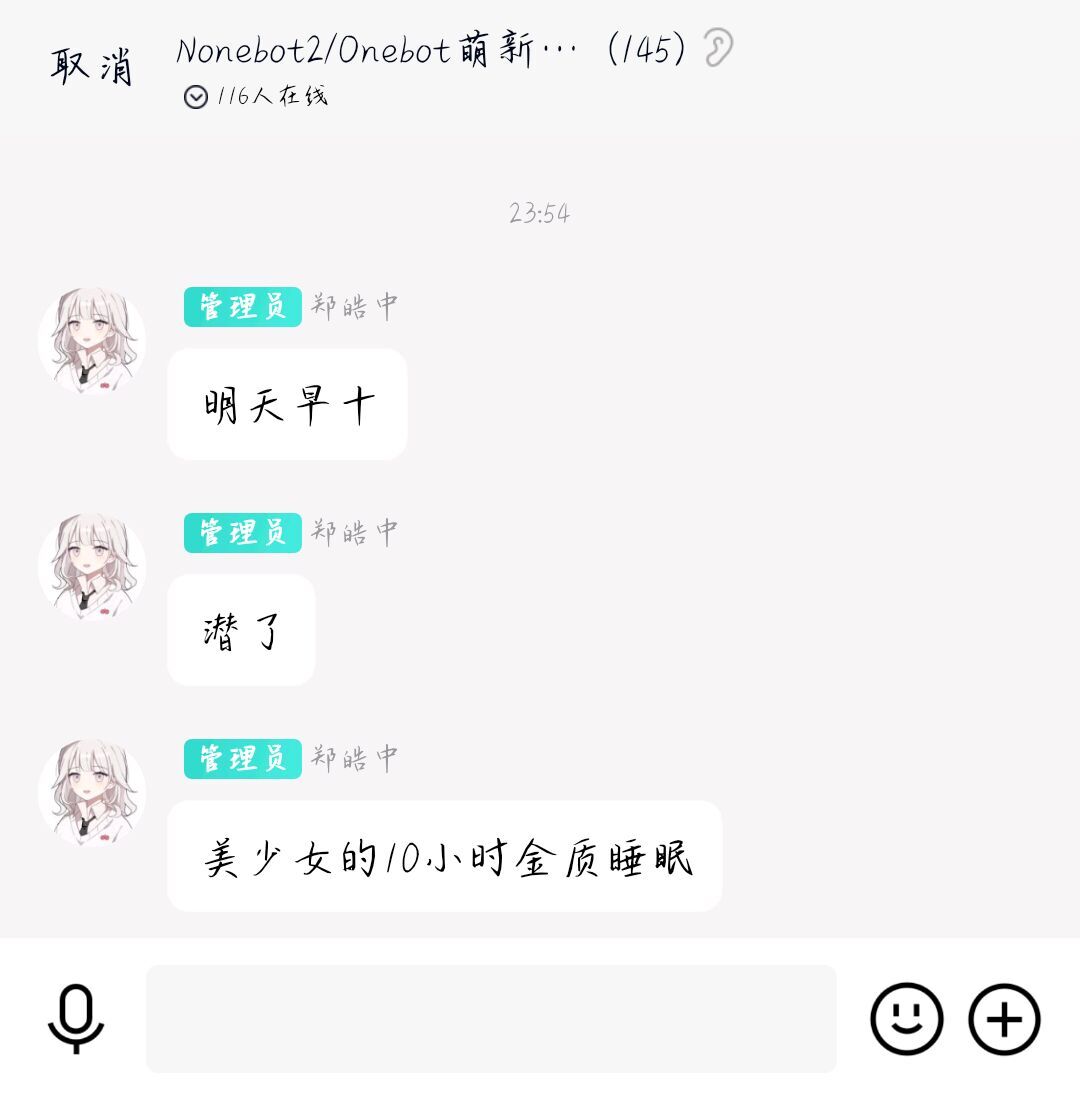 取消
Nonebot2/Onebot萌新…（145）
116人在线
23:54
管理员 郑皓中
明天早十
管理员 郑皓中
潜了
管理员 郑皓中
美少女的10小时金质睡眠